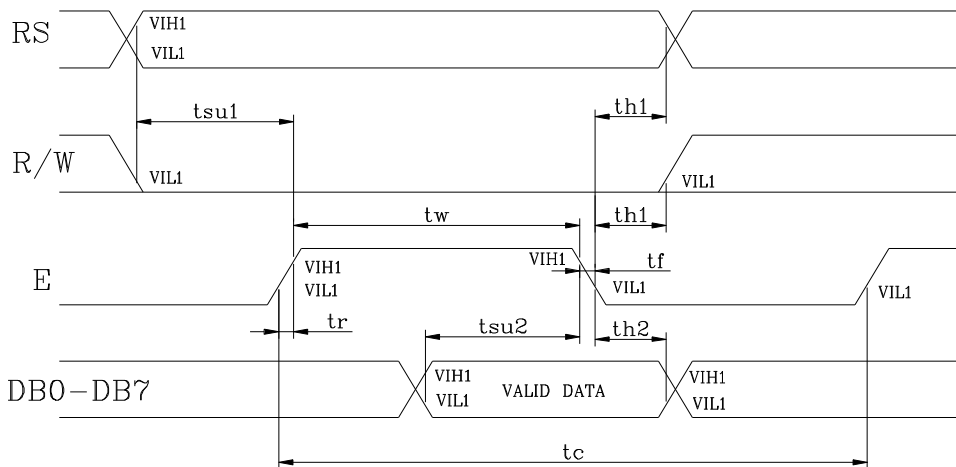 RS
VIH1
VIL1
tsu1
th1
R/W
VIL1
VIL1
tw
th1
E
VIH1
VIL1
VIH1
tf
VIL1
VIL1
tr
tsu2
th2
DB0-DB7
VIH1
VIL1
VALID DATA
VIH1
VIL1
tc